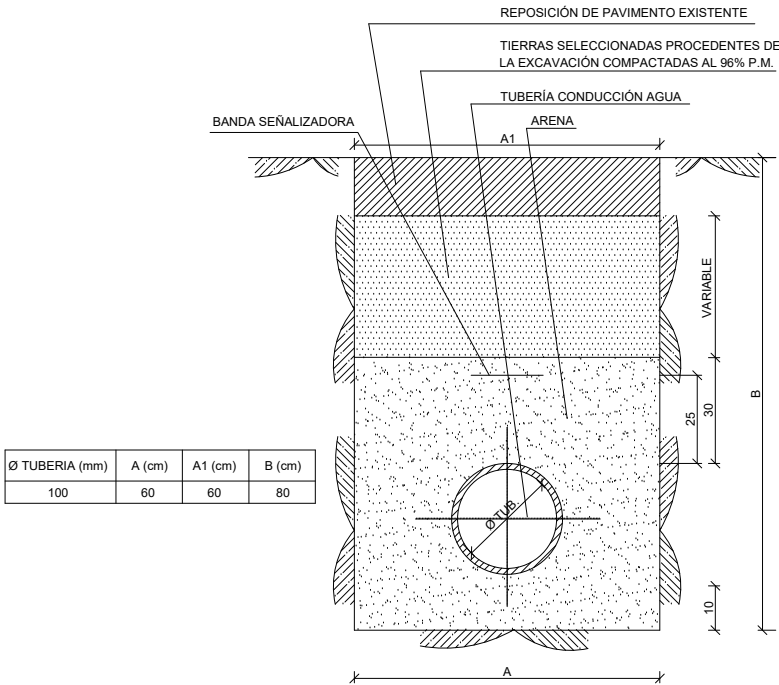 REPOSICIÓN DE PAVIMENTO EXISTENTE
TIERRAS SELECCIONADAS PROCEDENTES DE
LA EXCAVACIÓN COMPACTADAS AL 96% P.M.
TUBERÍA CONDUCCIÓN AGUA
BANDA SEÑALIZADORA
ARENA
A1
VARIABLE
B
30
25
Ø TUBERIA (mm) A (cm) A1 (cm) B (cm)
100 60 60 80
Ø TUB.
10
A